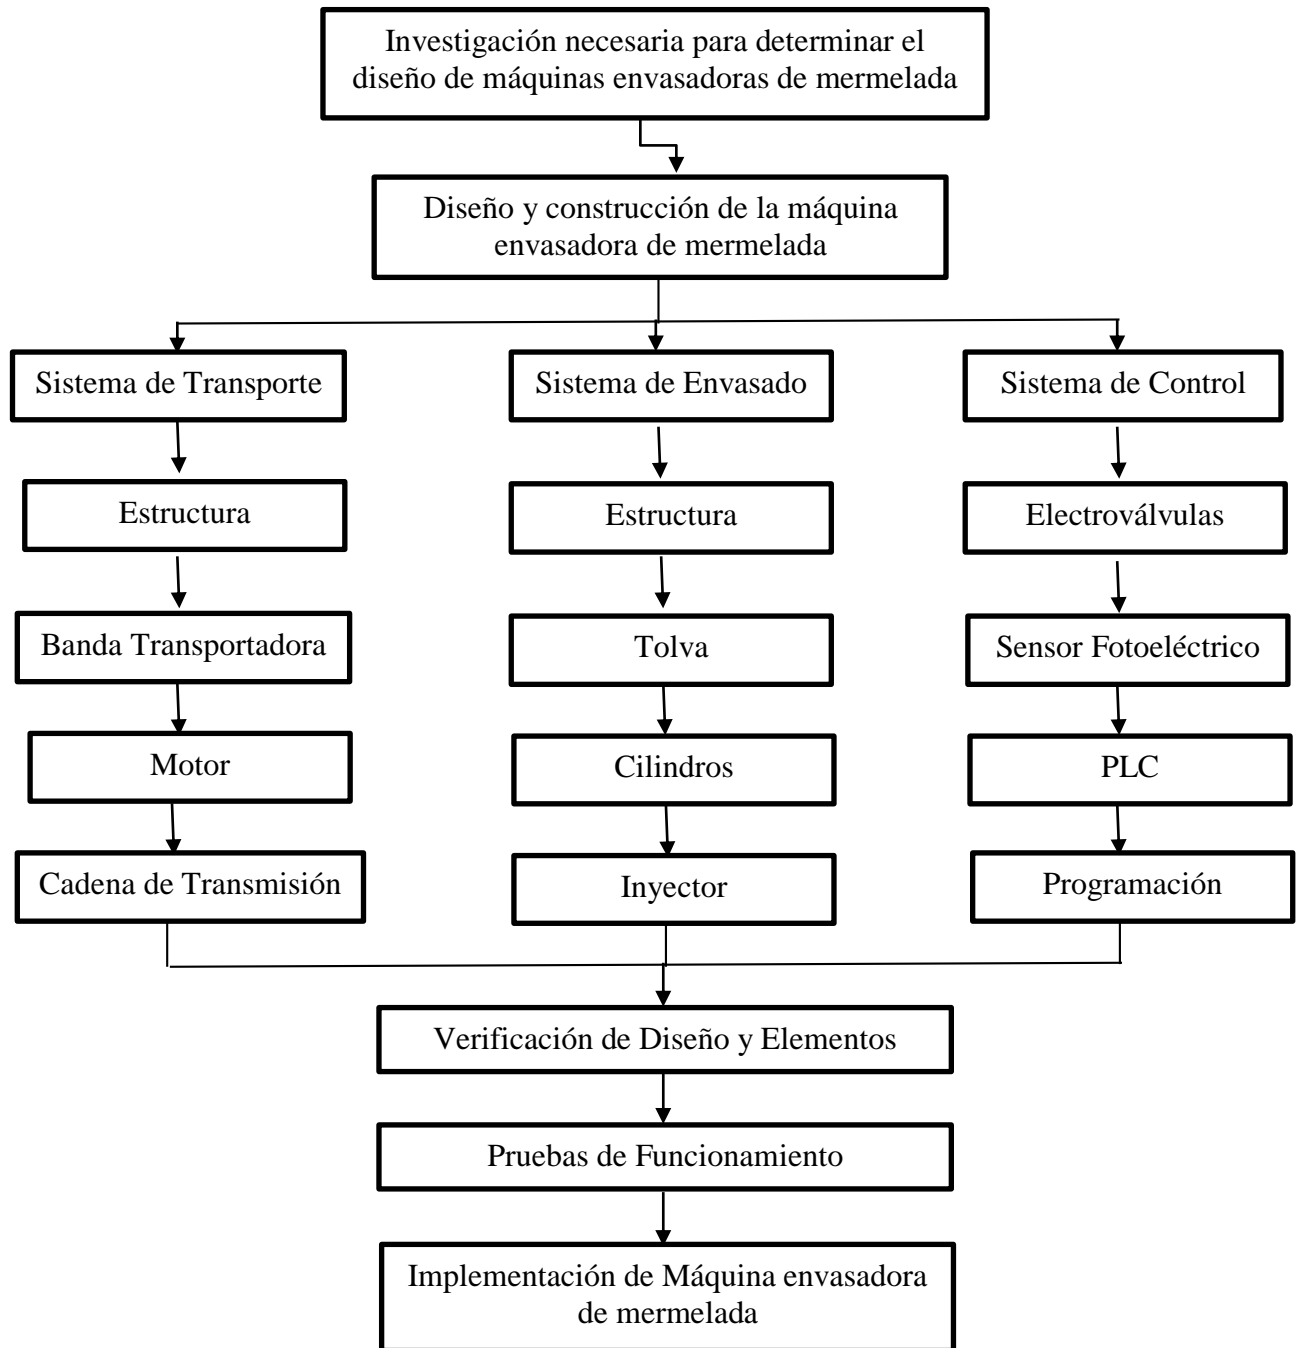 Investigación necesaria para determinar el
diseño de máquinas envasadoras de mermelada
Diseño y construcción de la máquina
envasadora de mermelada
Sistema de Transporte
Sistema de Envasado
Sistema de Control
Estructura
Estructura
Electroválvulas
Banda Transportadora
Tolva
Sensor Fotoeléctrico
Motor
Cilindros
PLC
Cadena de Transmisión
Inyector
Programación
Verificación de Diseño y Elementos
Pruebas de Funcionamiento
Implementación de Máquina envasadora
de mermelada